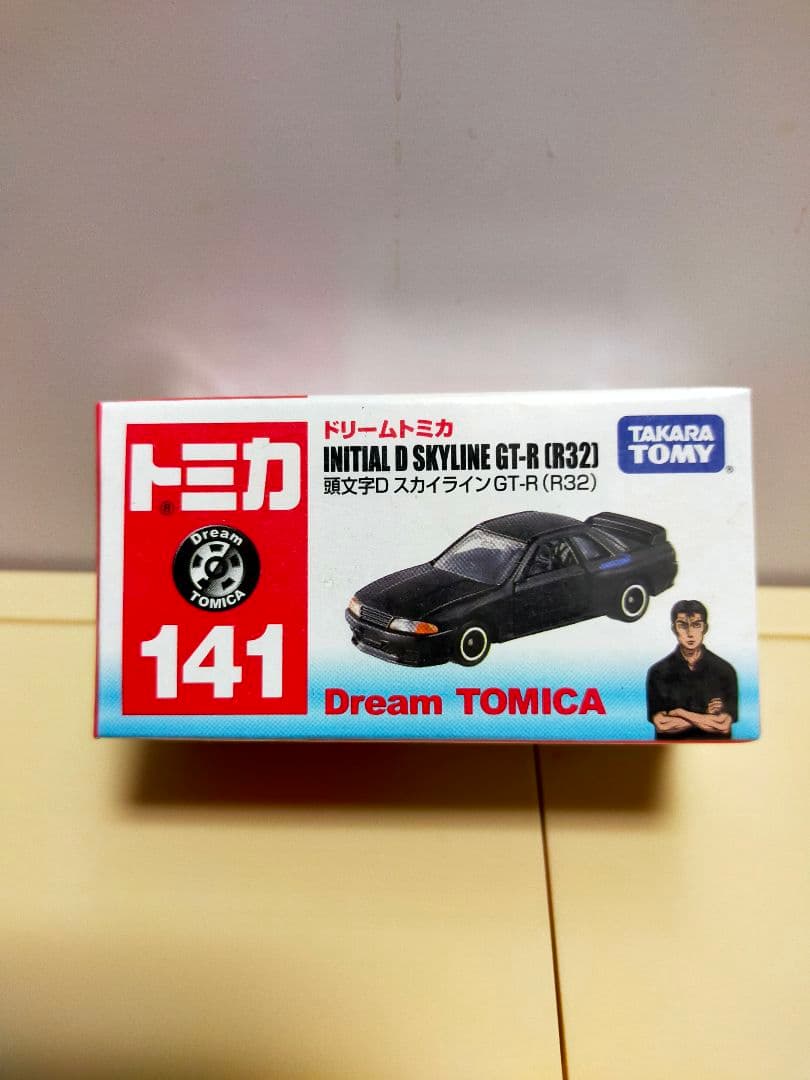 トミカ
®
Dream
TOMICA
141
ドリームトミカ
INITIAL D SKYLINE GT-R (R32)
頭文字D スカイラインGT-R(R32)
TAKARA
TOMY
®
Dream TOMICA